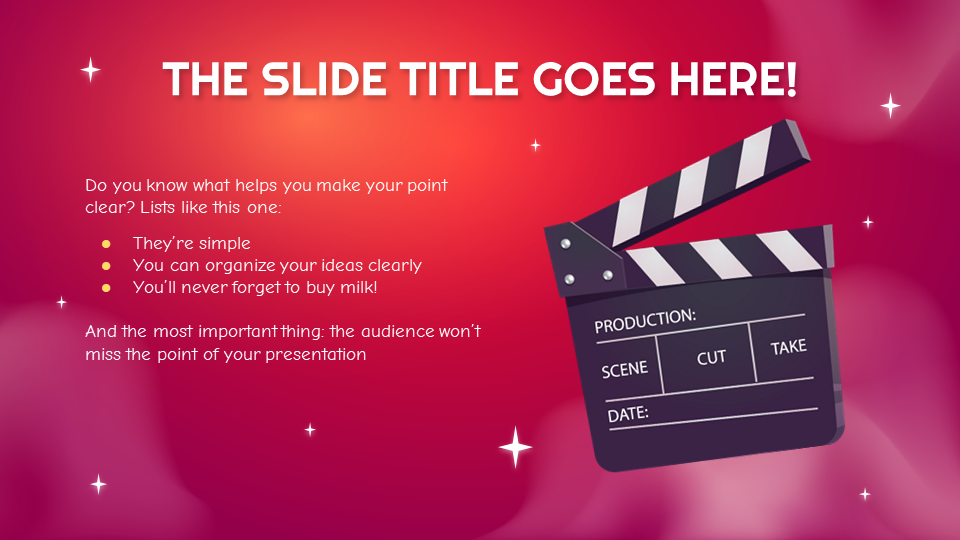 THE SLIDE TITLE GOES HERE!
Do you know what helps you make your point
clear? Lists like this one:
They're simple
You can organize your ideas clearly
You'll never forget to buy milk!
And the most important thing: the audience won't
miss the point of your presentation
PRODUCTION:
SCENE CUT TAKE
DATE: